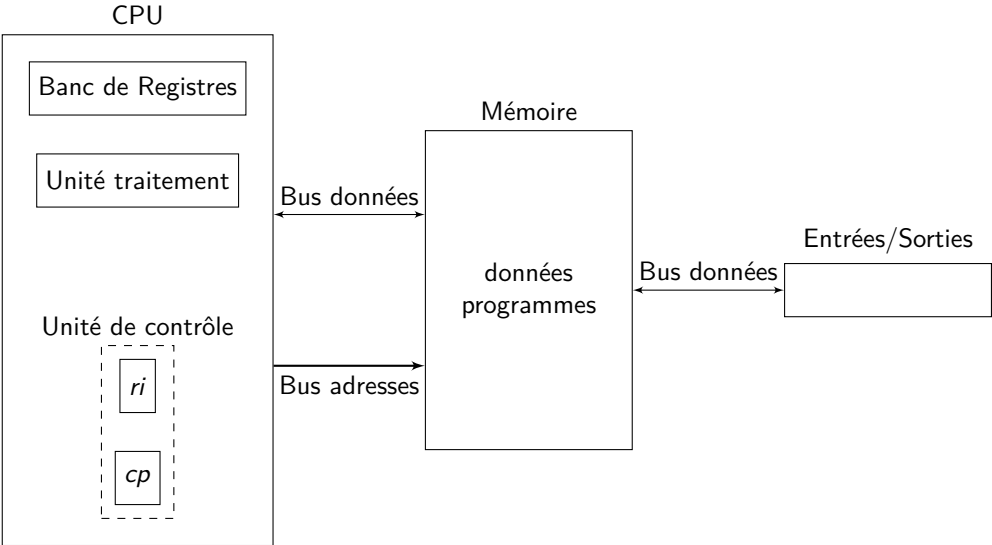 CPU
Banc de Registres
Unité traitement
Unité de contrôle
ri
cp
Bus données
Bus adresses
Mémoire
données
programmes
Bus données
Entrées/Sorties